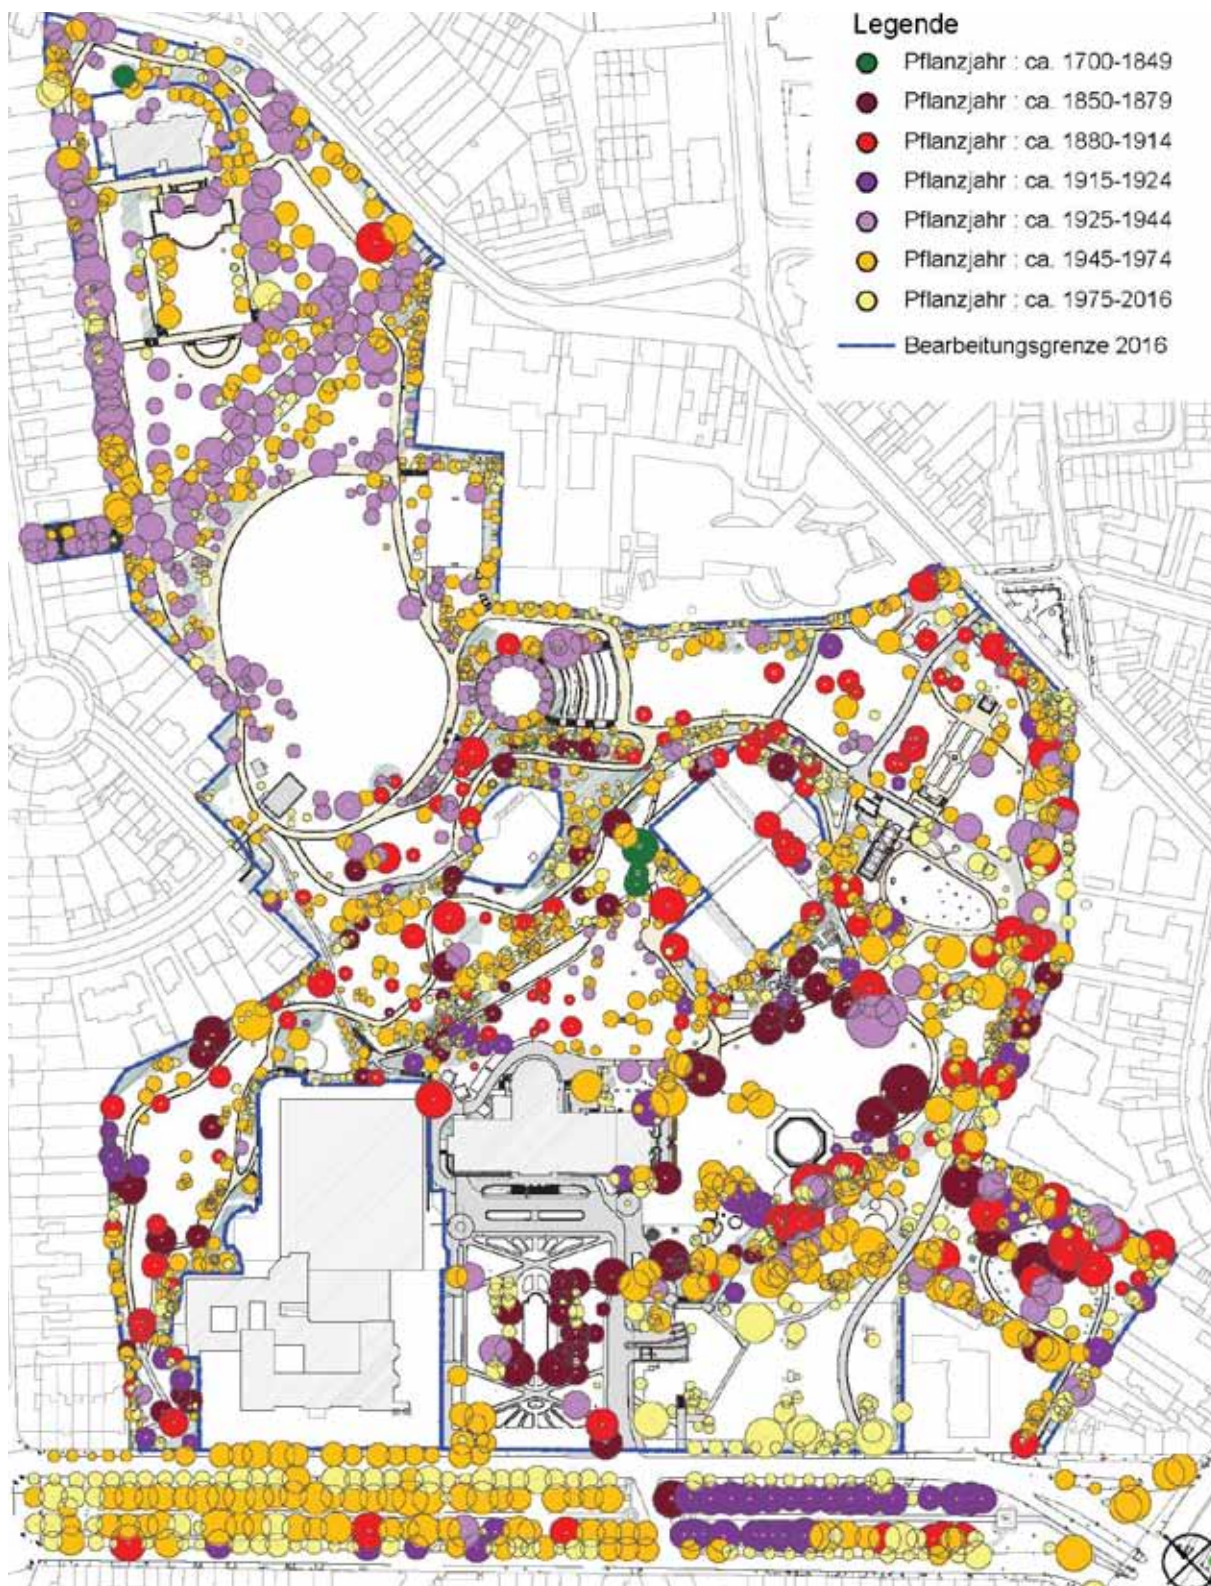 Legende
Pflanzjahr : ca. 1700-1849
Pflanzjahr : ca. 1850-1879
Pflanzjahr : ca. 1880-1914
Pflanzjahr : ca. 1915-1924
Pflanzjahr : ca. 1925-1944
Pflanzjahr : ca. 1945-1974
Pflanzjahr : ca. 1975-2016
Bearbeitungsgrenze 2016